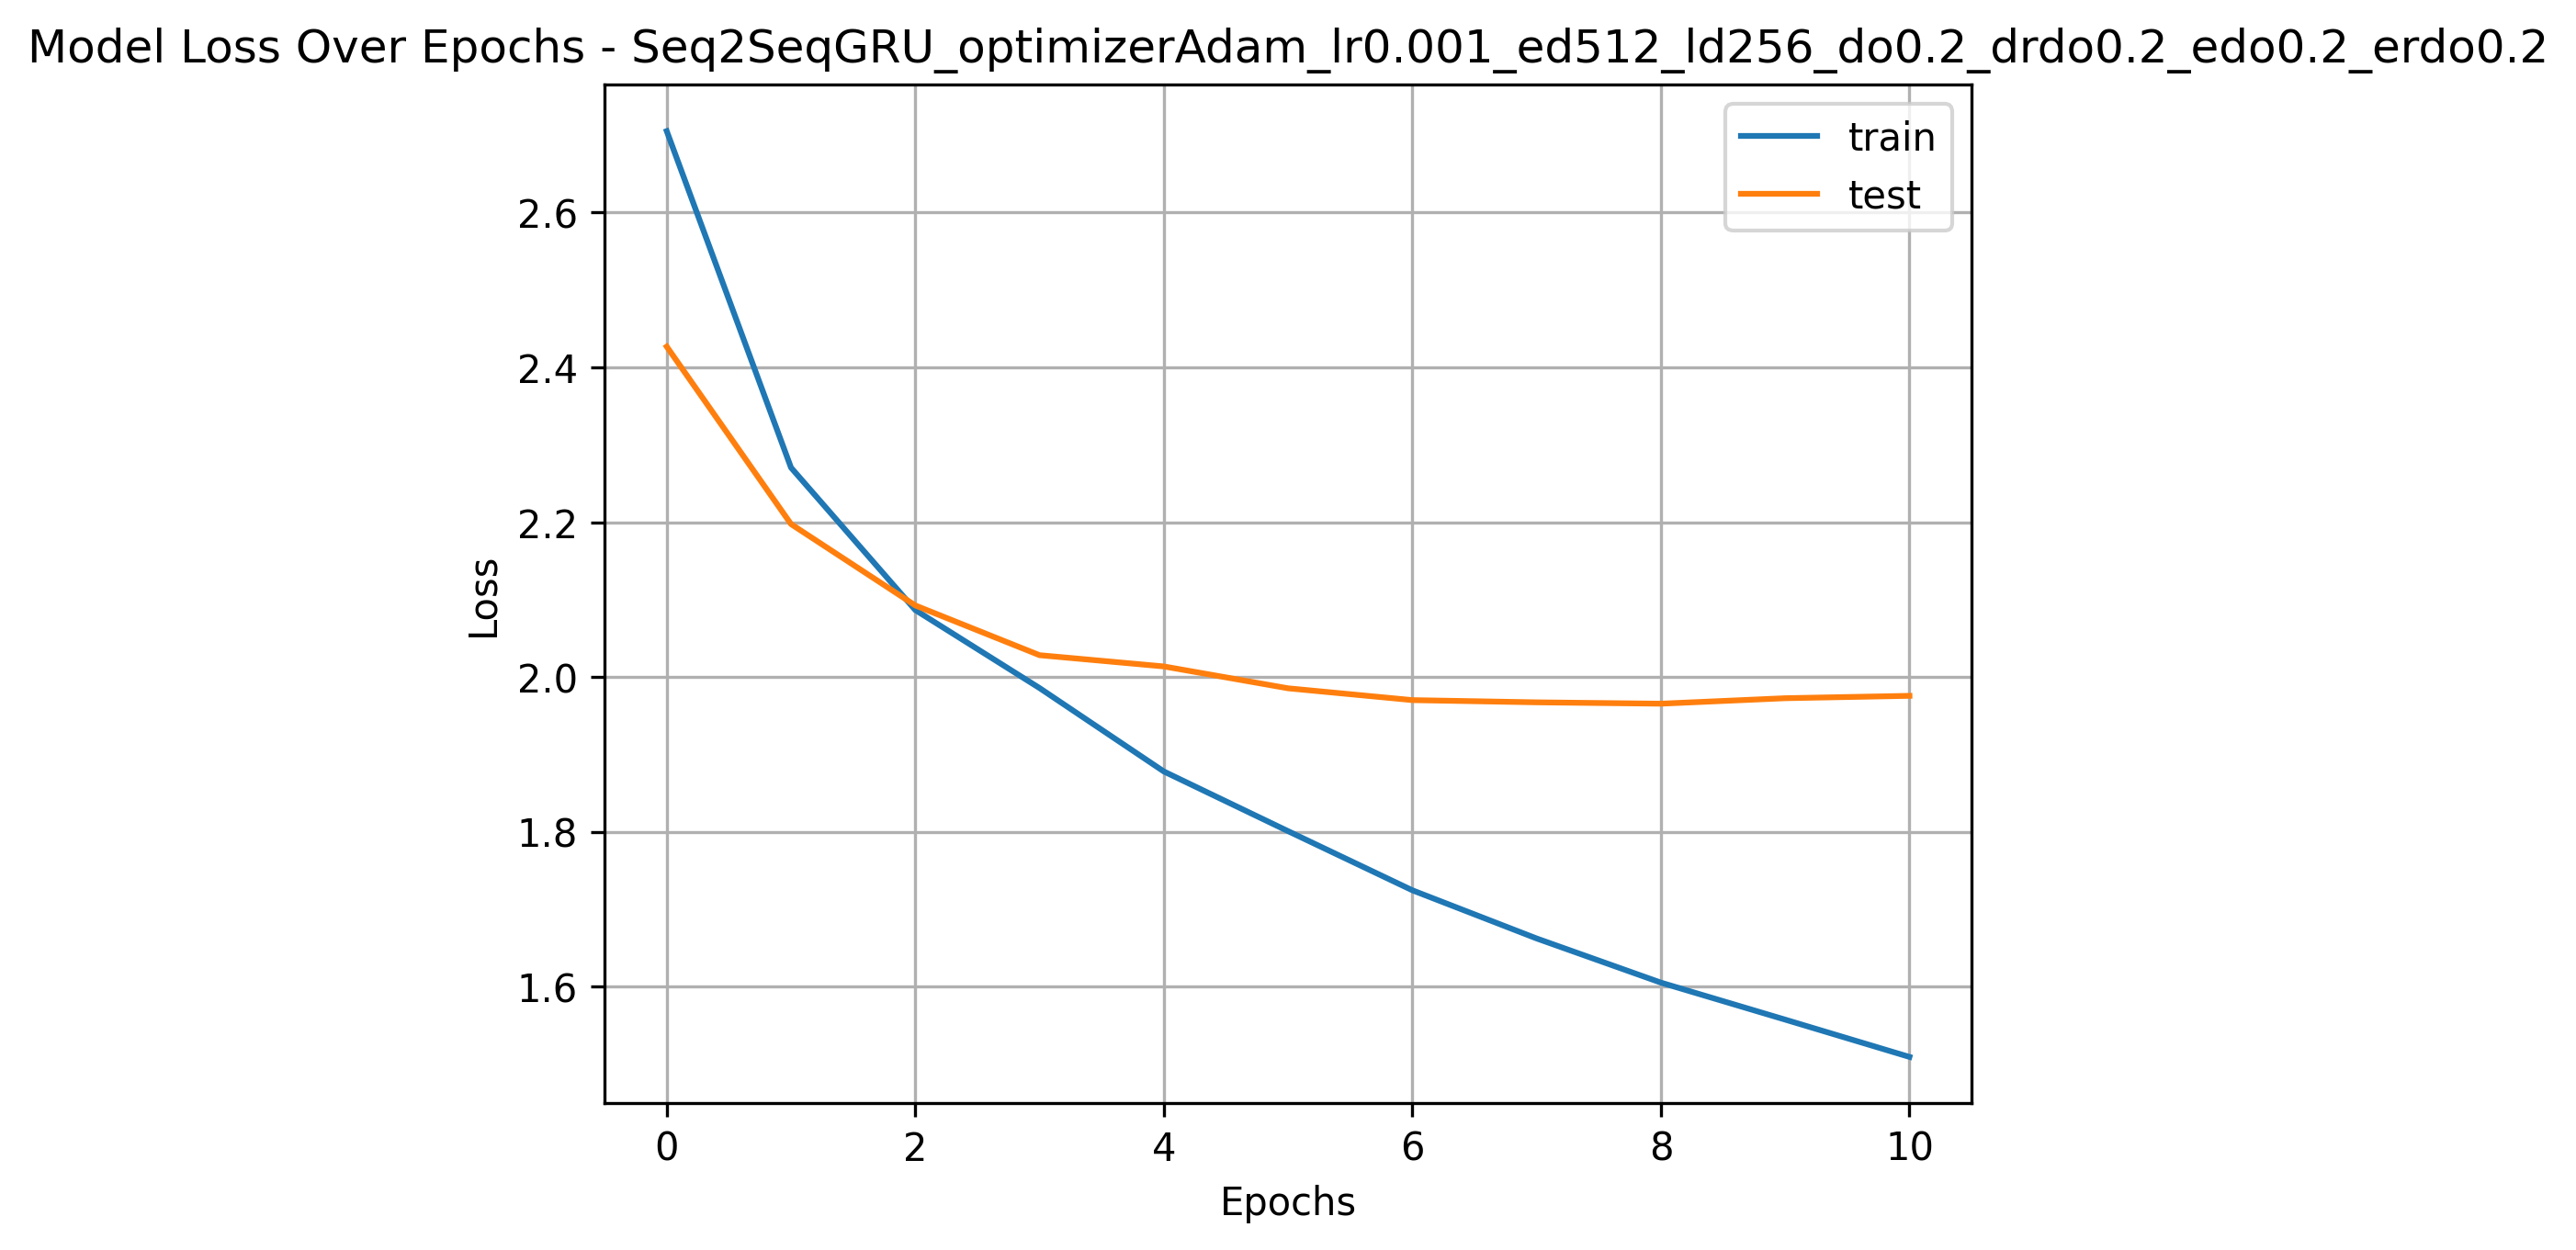 Model Loss Over Epochs - Seq2SeqGRU_optimizerAdam_lr0.001_ed512_ld256_do0.2_drdo0.2_edo0.2_erdo0.2
train
test
2.6
2.4
2.2
2.0
1.8
1.6
Loss
0 2 4 6 8 10
Epochs